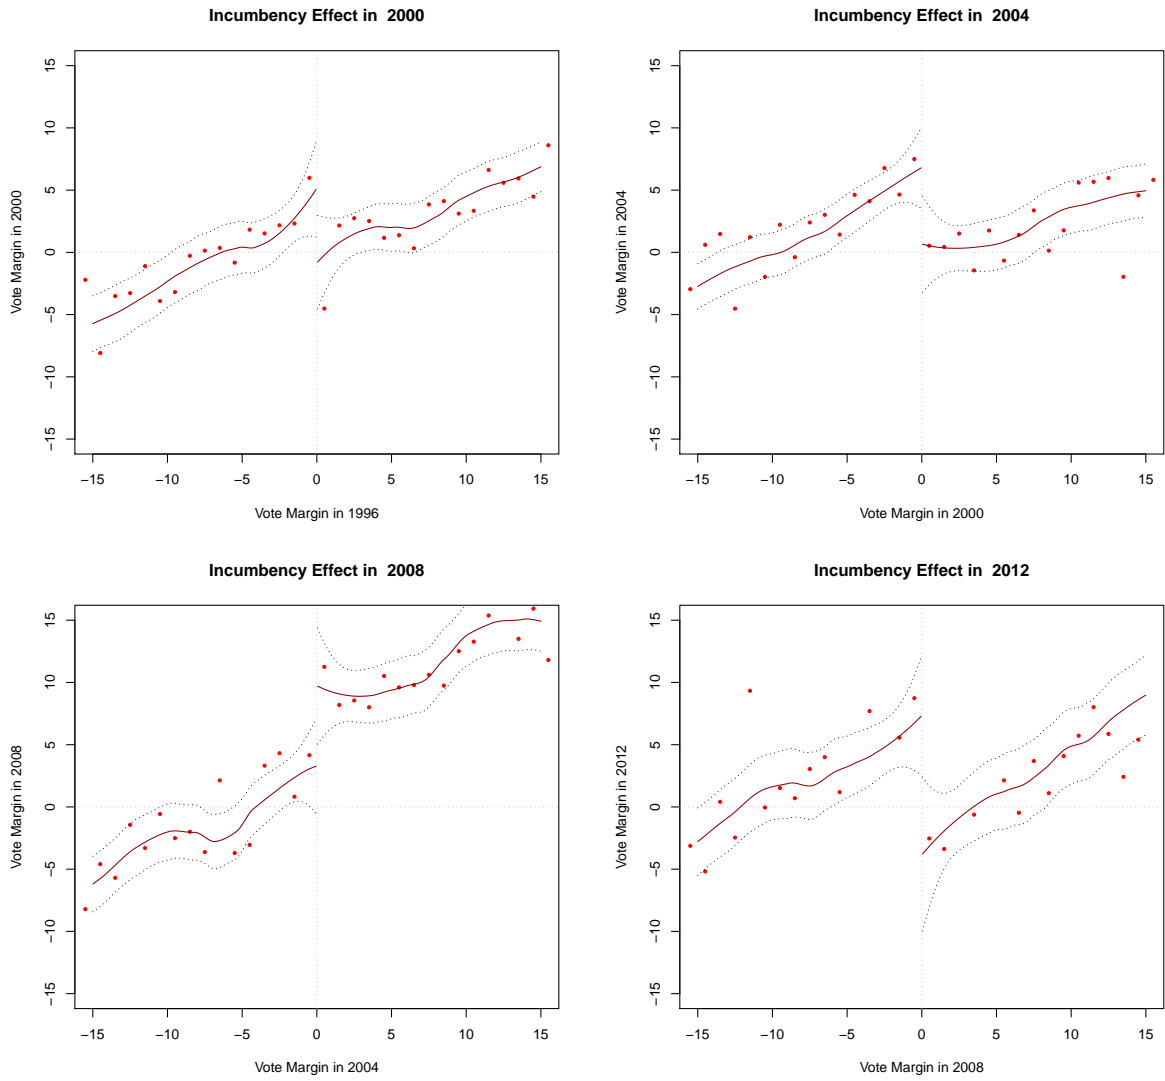 Incumbency Effect in  2000
Vote Margin in 2000
15
10
5
0
−5
−10
−15
−15 −10 −5 0 5 10 15
Vote Margin in 1996
Incumbency Effect in  2004
Vote Margin in 2004
15
10
5
0
−5
−10
−15
−15 −10 −5 0 5 10 15
Vote Margin in 2000
Incumbency Effect in  2008
Vote Margin in 2008
15
10
5
0
−5
−10
−15
−15 −10 −5 0 5 10 15
Vote Margin in 2004
Incumbency Effect in  2012
Vote Margin in 2012
15
10
5
0
−5
−10
−15
−15 −10 −5 0 5 10 15
Vote Margin in 2008